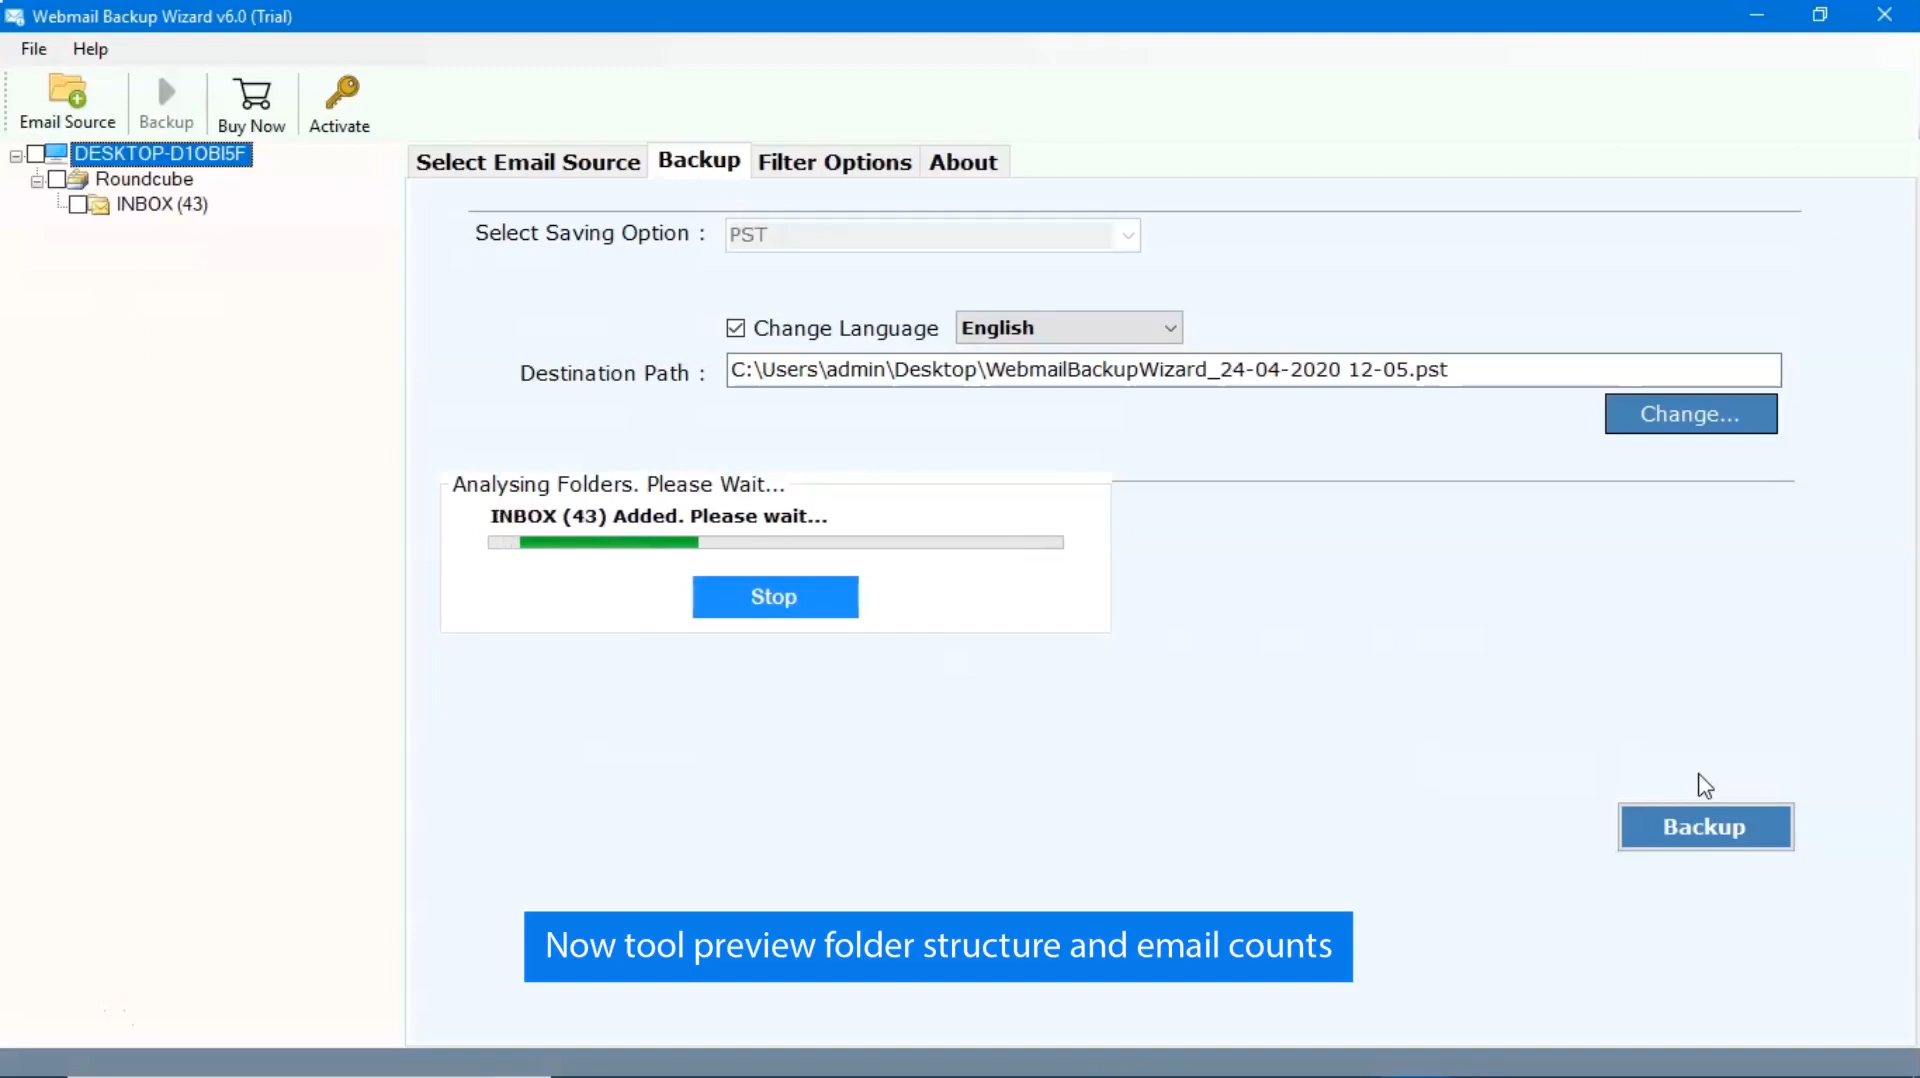 Webmail Backup Wizard v6.0 (Trial)
File Help
Email Source Backup Buy Now Activate
DESKTOP-D1OBI5F
Roundcube
INBOX (43)
Select Email Source Backup Filter Options About
Select Saving Option : PST
Change Language English
Destination Path : C:\Users\admin\Desktop\WebmailBackupWizard_24-04-2020 12-05.pst
Change...
Analysing Folders. Please Wait...
INBOX (43) Added. Please wait...
Stop
Backup
Now tool preview folder structure and email counts